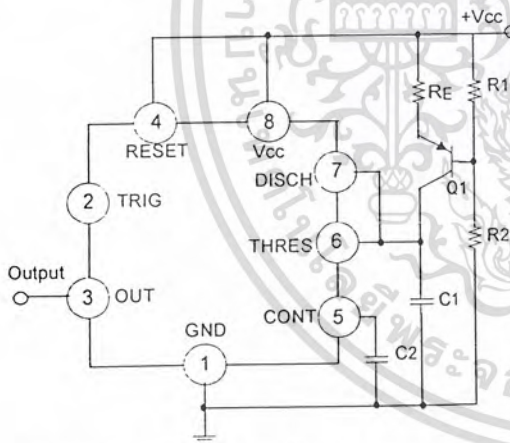 +Vcc
RE
R1
4
RESET
8
Vcc
DISCH
7
Q1
2
TRIG
THRES
6
R2
Output
3
OUT
CONT
5
C1
GND
1
C2